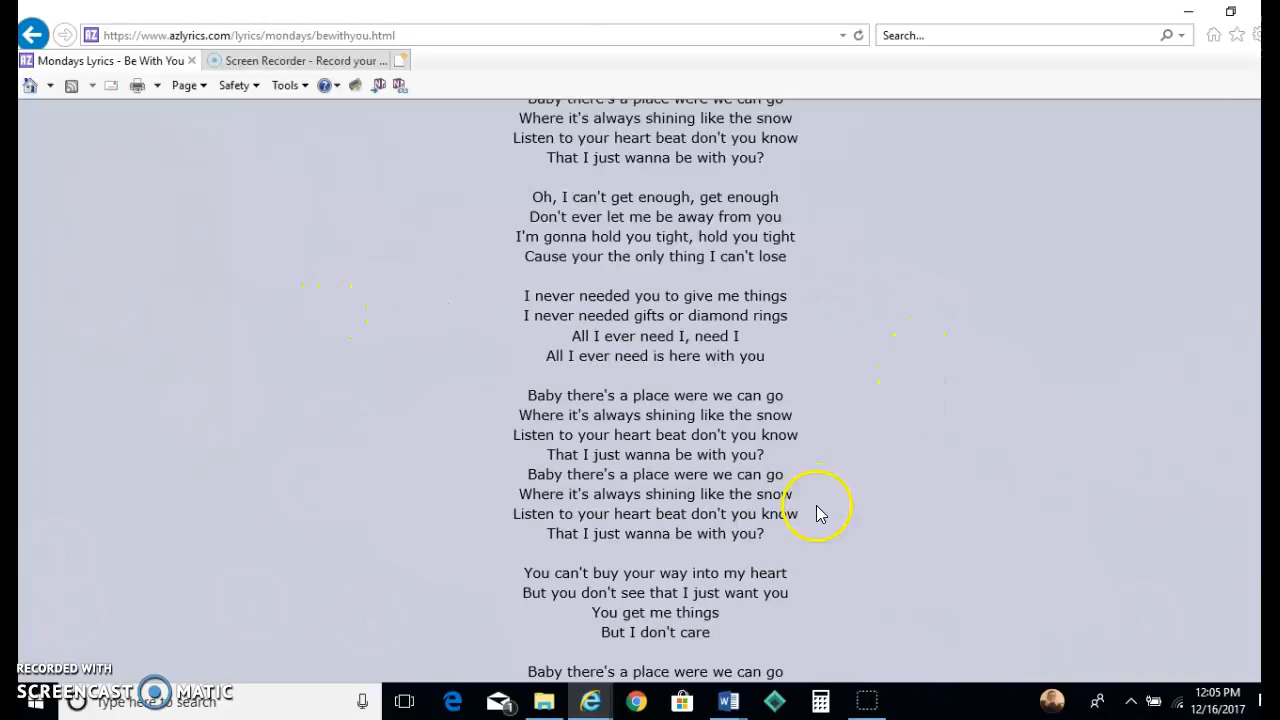 https://www.azlyrics.com/lyrics/mondays/bewithyou.html
Search...
AZ Mondays Lyrics - Be With You
Screen Recorder - Record your ...
Page
Safety
Tools
Baby there's a place were we can go
Where it's always shining like the snow
Listen to your heart beat don't you know
That I just wanna be with you?
Oh, I can't get enough, get enough
Don't ever let me be away from you
I'm gonna hold you tight, hold you tight
Cause your the only thing I can't lose
I never needed you to give me things
I never needed gifts or diamond rings
All I ever need I, need I
All I ever need is here with you
Baby there's a place were we can go
Where it's always shining like the snow
Listen to your heart beat don't you know
That I just wanna be with you?
Baby there's a place were we can go
Where it's always shining like the snow
Listen to your heart beat don't you know
That I just wanna be with you?
You can't buy your way into my heart
But you don't see that I just want you
You get me things
But I don't care
Baby there's a place were we can go
RECORDED WITH
SCREENCAST MATIC
Type here to search
1
12:05 PM
12/16/2017